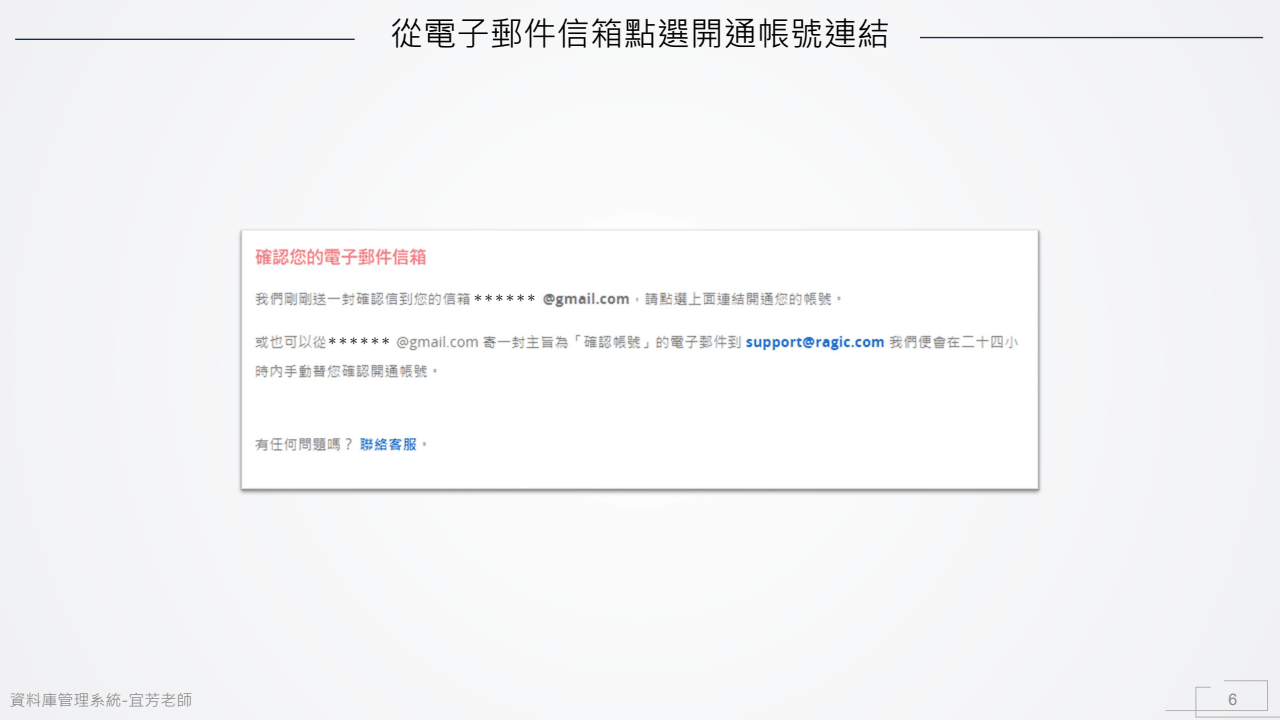 從電子郵件信箱點選開通帳號連結
確認您的電子郵件信箱
我們剛剛送一封確認信到您的信箱****** @gmail.com，請點選上面連結開通您的帳號。
或也可以從****** @gmail.com 寄一封主旨為「確認帳號」的電子郵件到 support@ragic.com 我們便會在二十四小
時內手動替您確認開通帳號。
有任何問題嗎？ 聯絡客服。
資料庫管理系統-宜芳老師
6